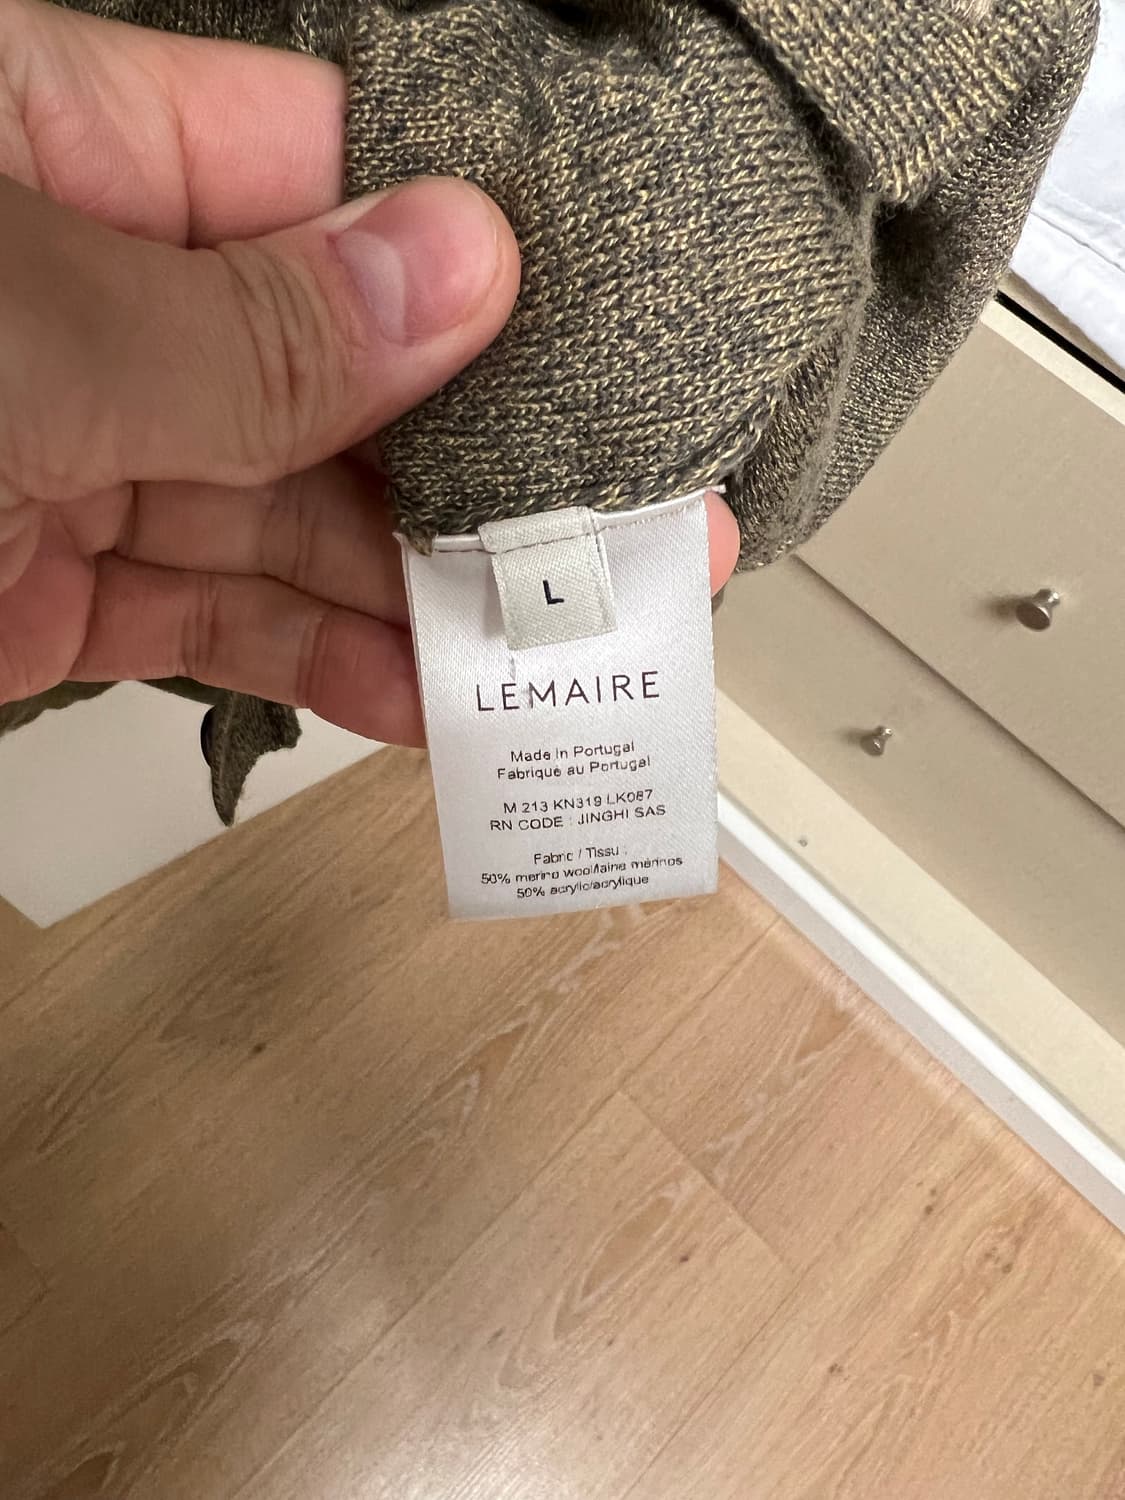 L
LEMAIRE
Made in Portugal
Fabriqué au Portugal
M 213 KN319 LK087
RN CODE : JINGHI SAS
Fabric / Tissu :
50% merino wool/laine mérinos
50% acrylic/acrylique